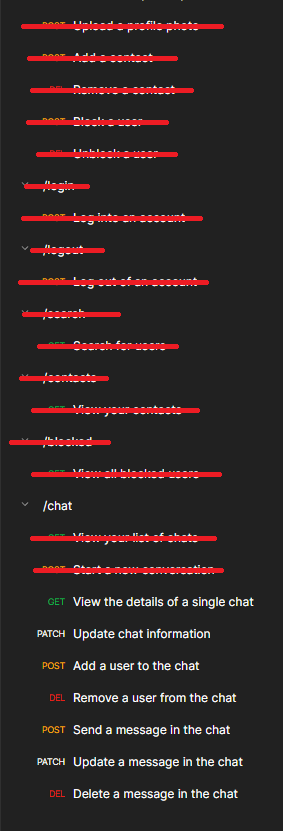 POST Upload a profile photo
POST Add a contact
DEL Remove a contact
POST Block a user
DEL Unblock a user
/login
POST Log into an account
/logout
POST Log out of an account
/search
GET Search for users
/contacts
GET View your contacts
/blocked
GET View all blocked users
/chat
GET View your list of chats
POST Start a new conversation
GET View the details of a single chat
PATCH Update chat information
POST Add a user to the chat
DEL Remove a user from the chat
POST Send a message in the chat
PATCH Update a message in the chat
DEL Delete a message in the chat